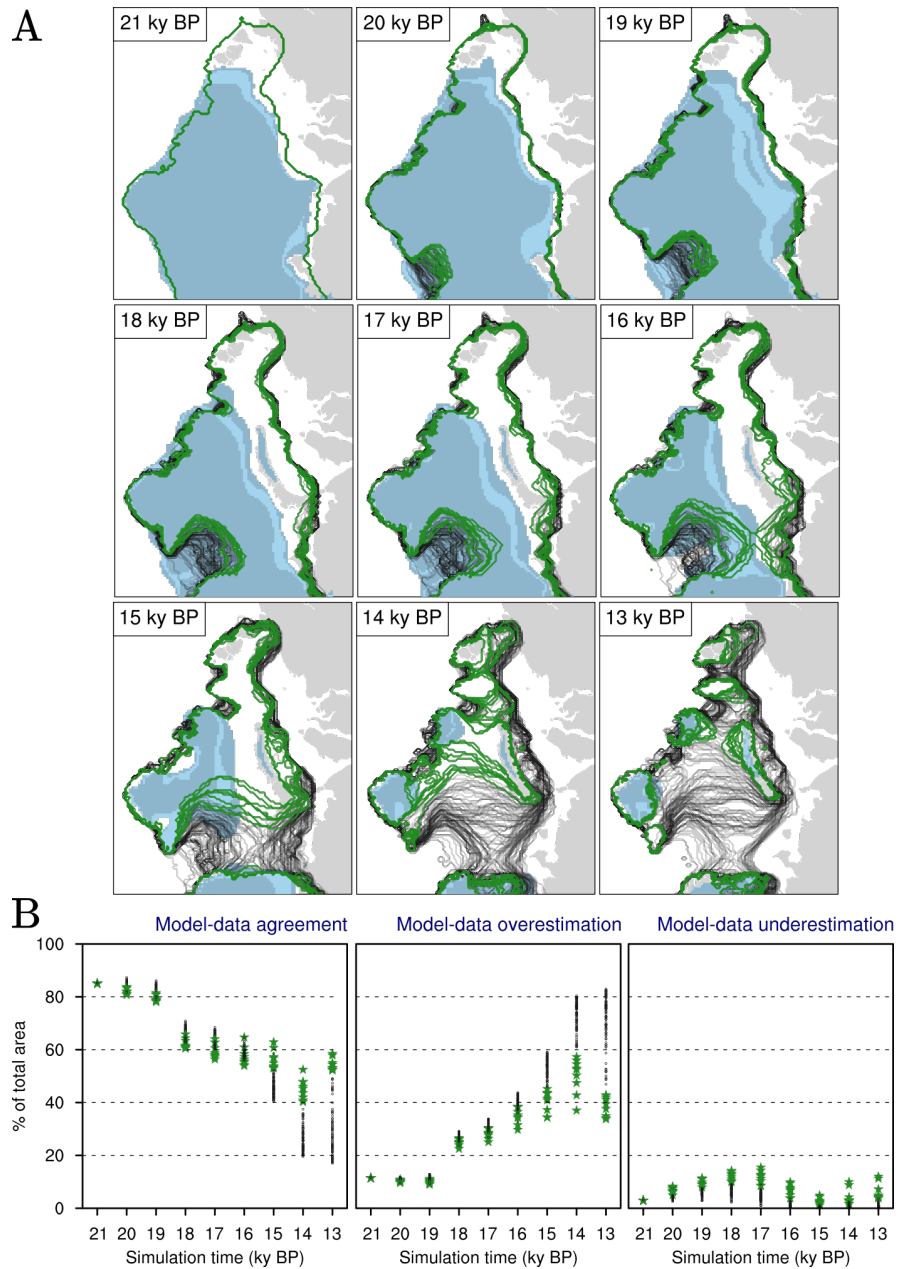 A
21 ky BP
20 ky BP
19 ky BP
18 ky BP
17 ky BP
16 ky BP
15 ky BP
14 ky BP
13 ky BP
B
Model-data agreement
Model-data overestimation
Model-data underestimation
% of total area
100
80
60
40
20
0
21 20 19 18 17 16 15 14 13
21 20 19 18 17 16 15 14 13
21 20 19 18 17 16 15 14 13
Simulation time (ky BP)
Simulation time (ky BP)
Simulation time (ky BP)